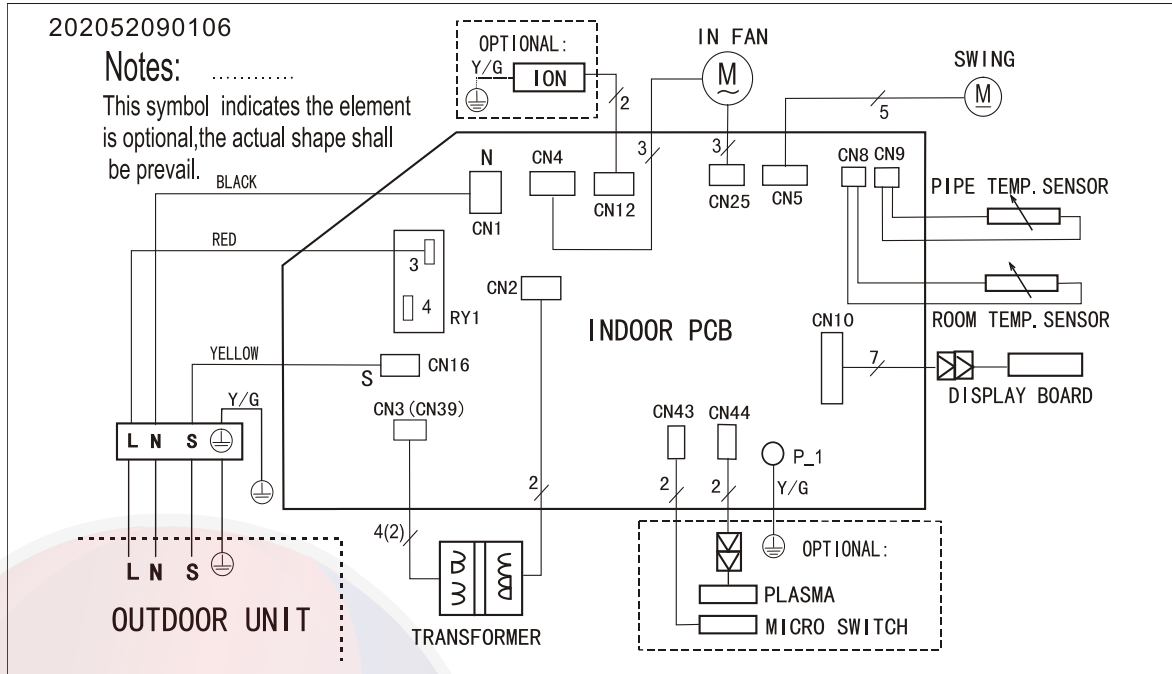 202052090106
Notes: ............
This symbol indicates the element
is optional,the actual shape shall
be prevail.
OPTIONAL:
Y/G
ION
2
IN FAN
M
SWING
M
5
3
3
N
CN1
CN4
CN12
CN25
CN5
CN8
CN9
PIPE TEMP.SENSOR
BLACK
RED
3
4
RY1
CN2
INDOOR PCB
ROOM TEMP.SENSOR
CN10
7
DISPLAY BOARD
YELLOW
S
CN16
Y/G
CN3(CN39)
CN43
CN44
P_1
L N S
2
2
2
Y/G
4(2)
L N S
OUTDOOR UNIT
TRANSFORMER
OPTIONAL:
PLASMA
MICRO SWITCH